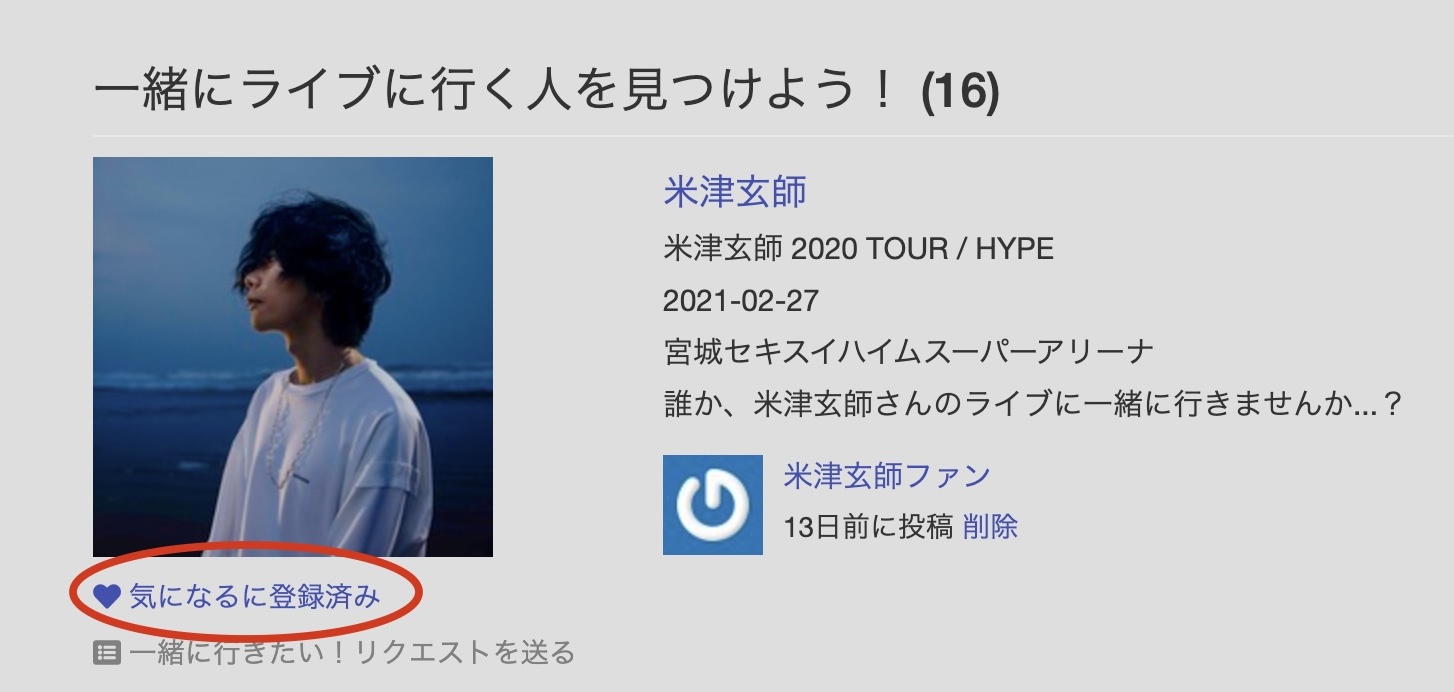 一緒にライブに行く人を見つけよう！ (16)
米津玄師
米津玄師 2020 TOUR / HYPE
2021-02-27
宮城セキスイハイムスーパーアリーナ
誰か、米津玄師さんのライブに一緒に行きませんか...？
米津玄師ファン
13日前に投稿 削除
気になるに登録済み
一緒に行きたい！リクエストを送る